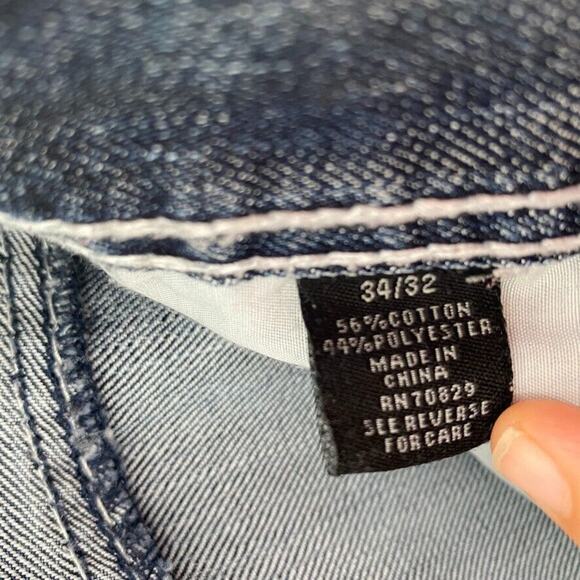 34/32
56%COTTON
44%POLYESTER
MADE IN
CHINA
RN70829
SEE REVERSE
FOR CARE